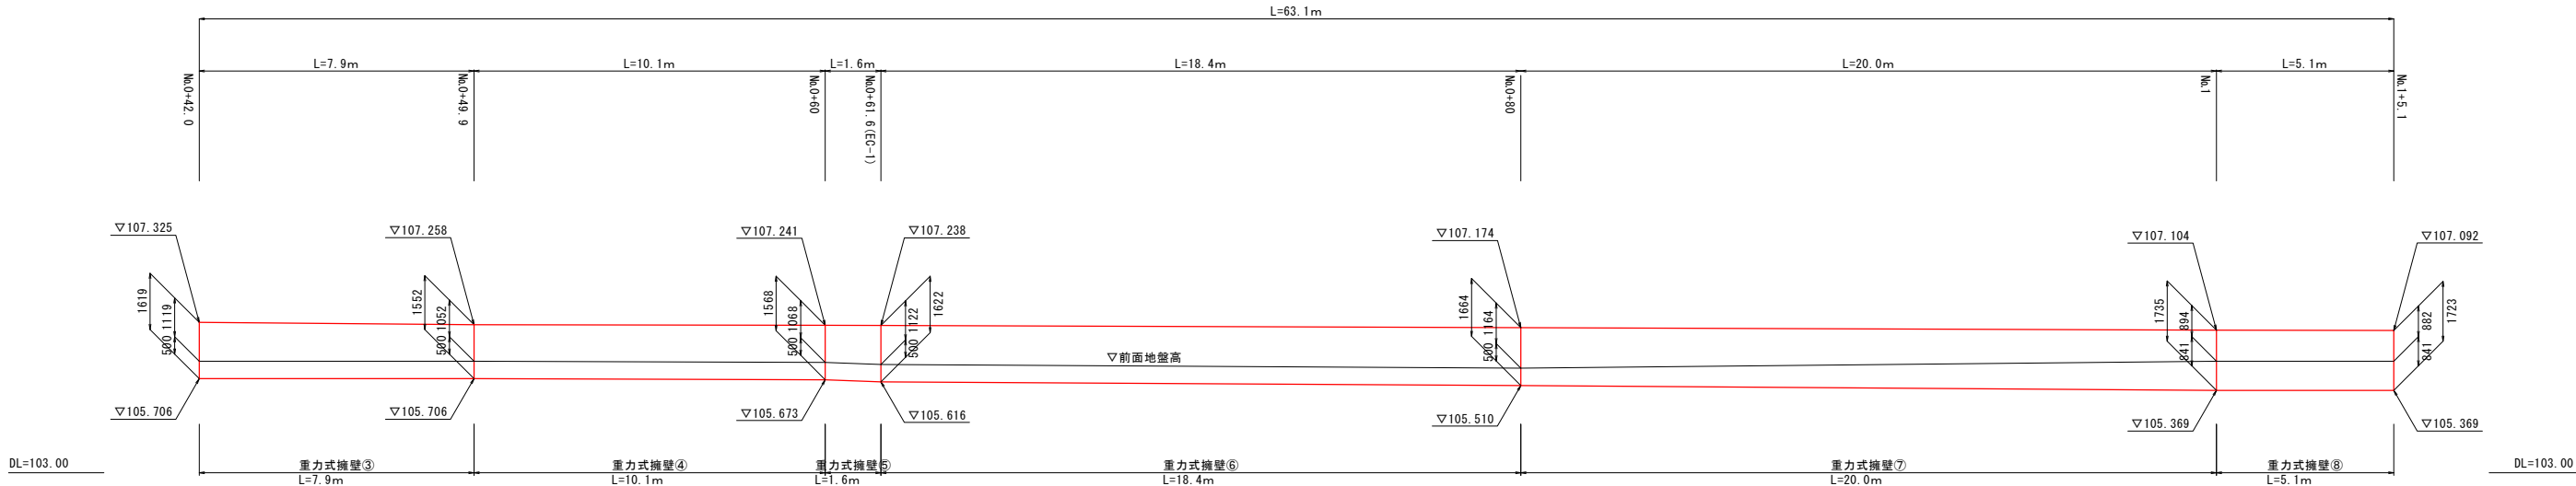 L=63.1m
L=7.9m
L=10.1m
L=1.6m
L=18.4m
L=20.0m
L=5.1m
No.0+42.0
No.0+49.9
No.0+60
No.0+61.6(EC-1)
No.0+80
No.1
No.1+5.1
▽107.325
▽107.258
▽107.241
▽107.238
▽107.174
▽107.104
▽107.092
1619
1119
500
1552
1052
500
1568
1068
500
1122
500
1622
1664
1164
500
1735
894
841
882
841
1723
▽前面地盤高
▽105.706
▽105.706
▽105.673
▽105.616
▽105.510
▽105.369
▽105.369
DL=103.00
重力式擁壁③
重力式擁壁④
重力式擁壁⑤
重力式擁壁⑥
重力式擁壁⑦
重力式擁壁⑧
DL=103.00
L=7.9m
L=10.1m
L=1.6m
L=18.4m
L=20.0m
L=5.1m